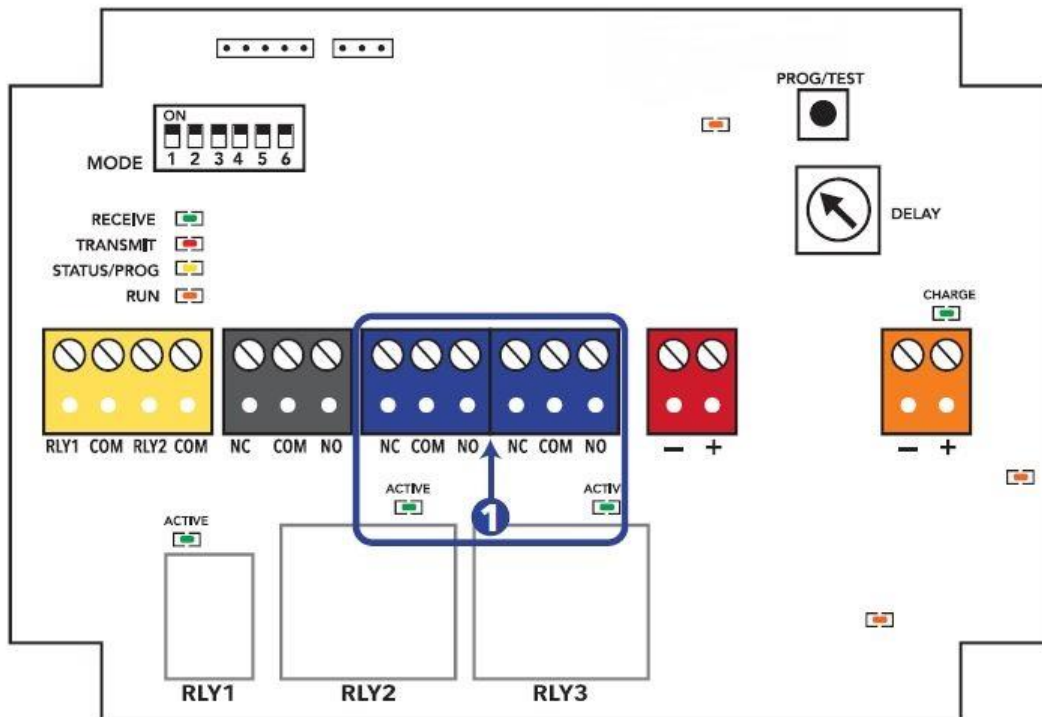 PROG/TEST
ON
1 2 3 4 5 6
MODE
DELAY
RECEIVE
TRANSMIT
STATUS/PROG
RUN
CHARGE
RLY1 COM RLY2 COM NC COM NO NC COM NO NC COM NO − + − +
ACTIVE
ACTIV
1
ACTIVE
RLY1 RLY2 RLY3